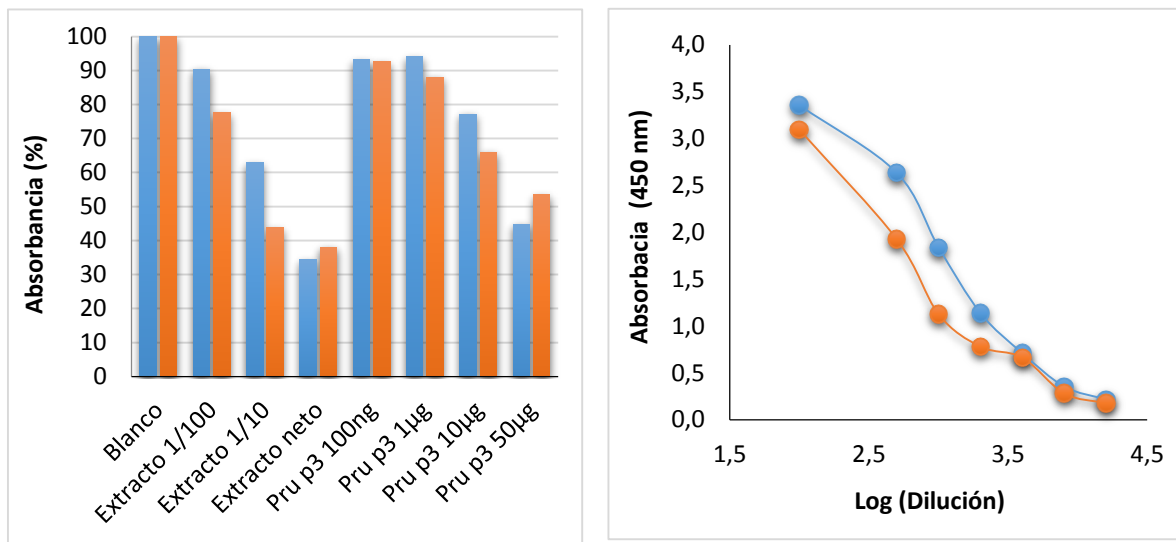 Absorbancia (%)
100
90
80
70
60
50
40
30
20
10
0
Blanco
Extracto 1/100
Extracto 1/10
Extracto neto
Pru p3 100ng
Pru p3 1µg
Pru p3 10µg
Pru p3 50µg
Absorbacia (450 nm)
4,0
3,5
3,0
2,5
2,0
1,5
1,0
0,5
0,0
1,5
2,5
3,5
4,5
Log (Dilución)